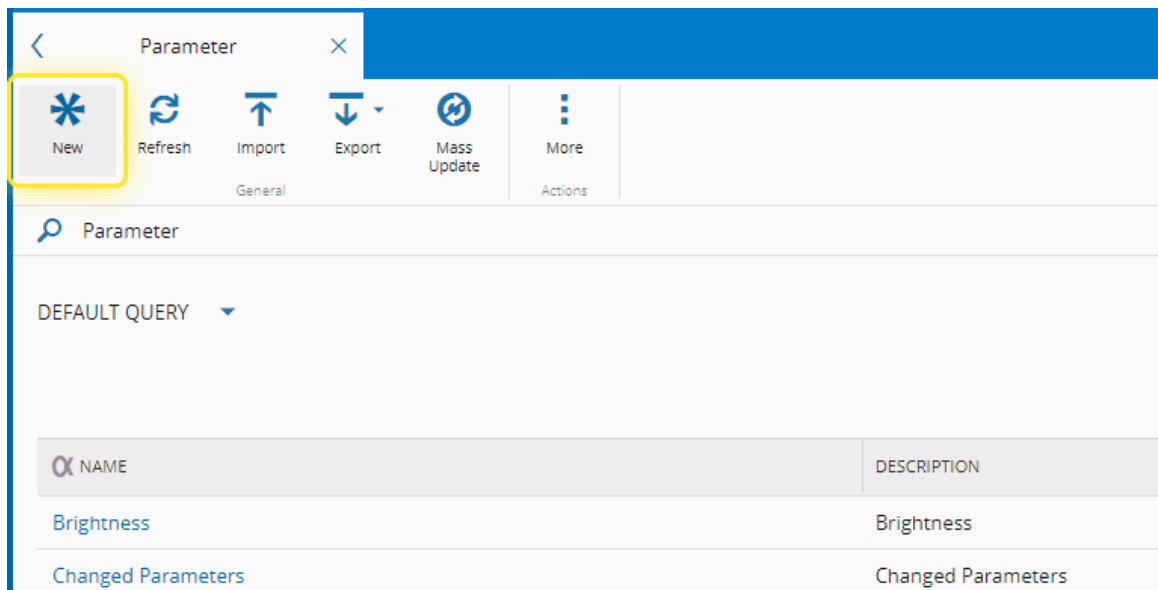 Parameter
New
Refresh
Import
Export
Mass
Update
More
General
Actions
Parameter
DEFAULT QUERY
α NAME
DESCRIPTION
Brightness
Brightness
Changed Parameters
Changed Parameters